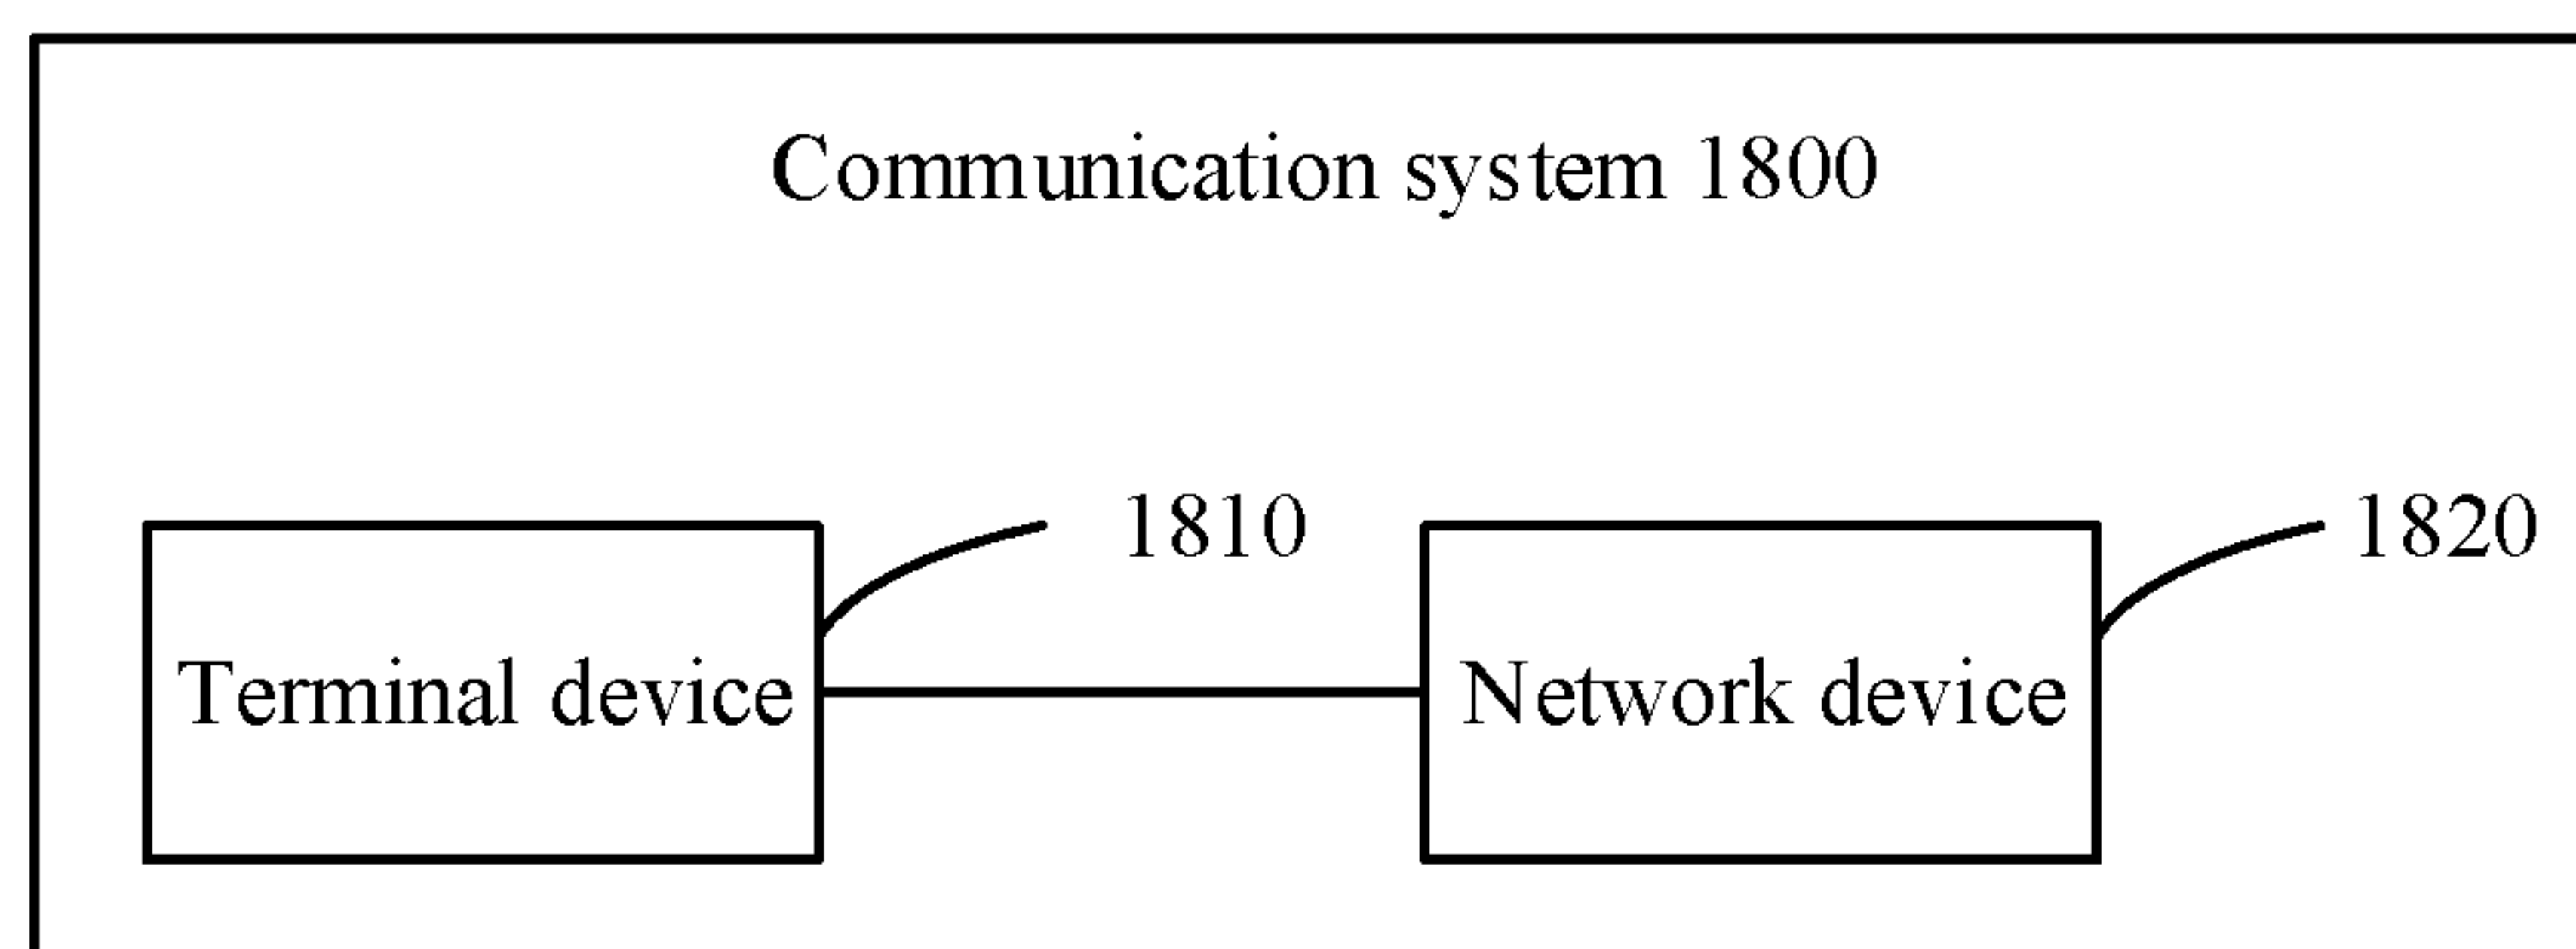 Communication system 1800
1810
1820
Terminal device
Network device